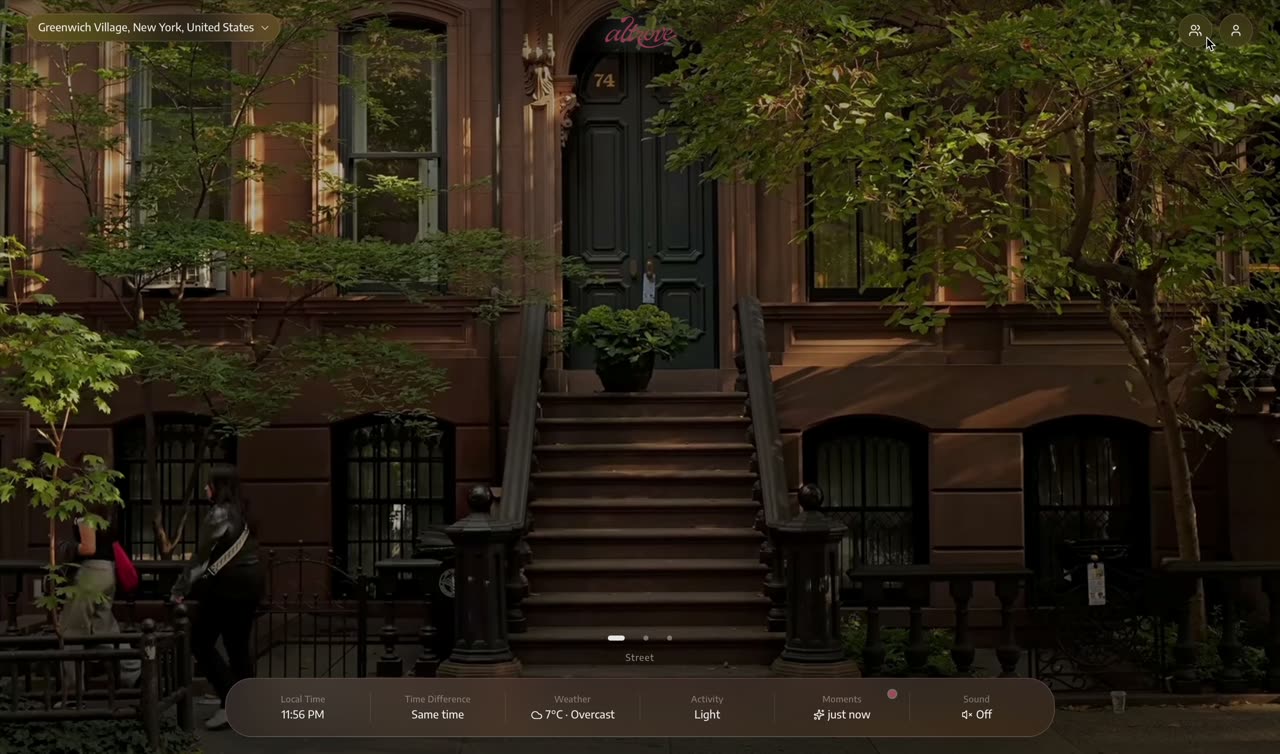 Greenwich Village, New York, United States
altrove
74
Street
Local Time
11:56 PM
Time Difference
Same time
Weather
7°C · Overcast
Activity
Light
Moments
just now
Sound
Off